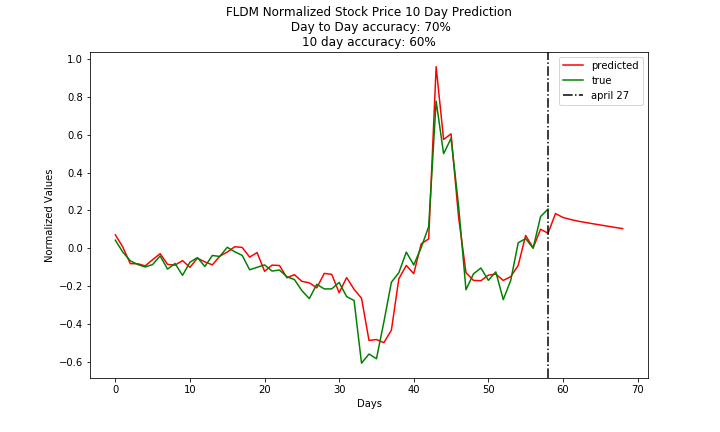 FLDM Normalized Stock Price 10 Day Prediction
Day to Day accuracy: 70%
10 day accuracy: 60%
predicted
true
april 27
1.0
0.8
0.6
0.4
0.2
0.0
−0.2
−0.4
−0.6
Normalized Values
0 10 20 30 40 50 60 70
Days